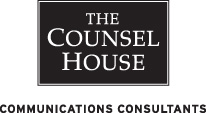 THE
COUNSEL
HOUSE
COMMUNICATIONS CONSULTANTS